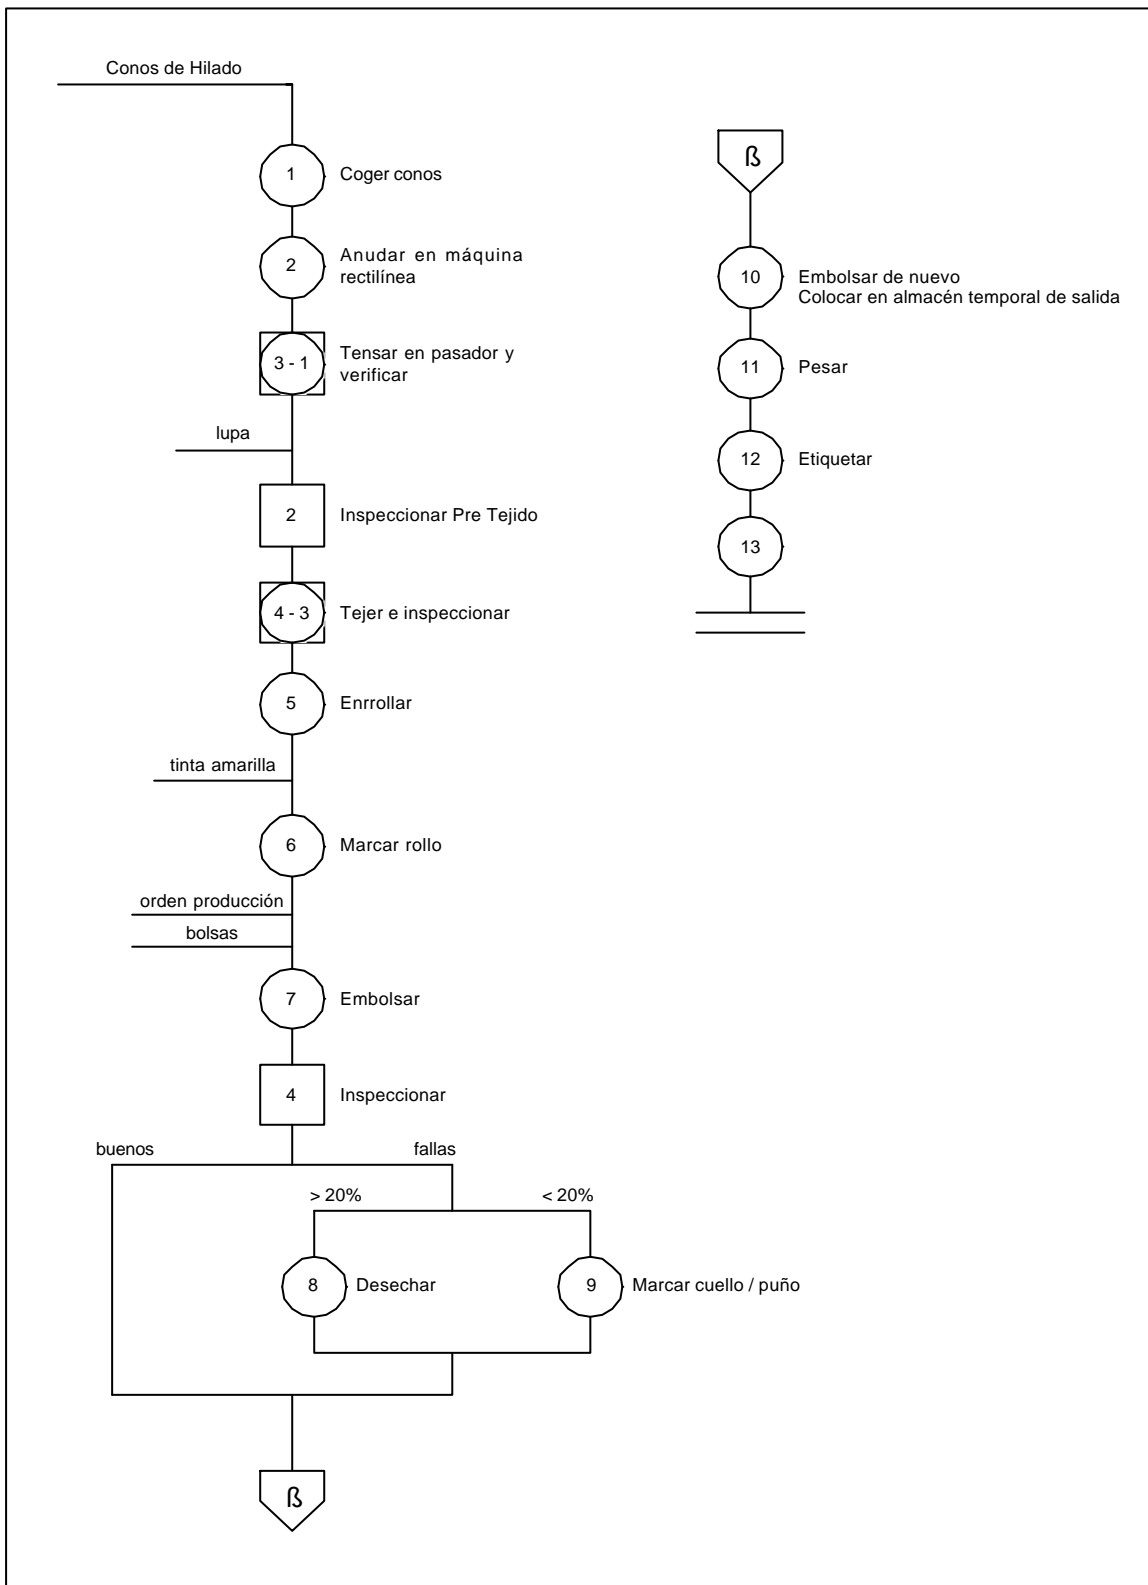 Conos de Hilado
1
Coger conos
2
Anudar en máquina
rectilínea
3 - 1
Tensar en pasador y
verificar
lupa
2
Inspeccionar Pre Tejido
4 - 3
Tejer e inspeccionar
5
Enrrollar
tinta amarilla
6
Marcar rollo
orden producción
bolsas
7
Embolsar
4
Inspeccionar
buenos
fallas
> 20%
< 20%
8
Desechar
9
Marcar cuello / puño
ß
ß
10
Embolsar de nuevo
Colocar en almacén temporal de salida
11
Pesar
12
Etiquetar
13